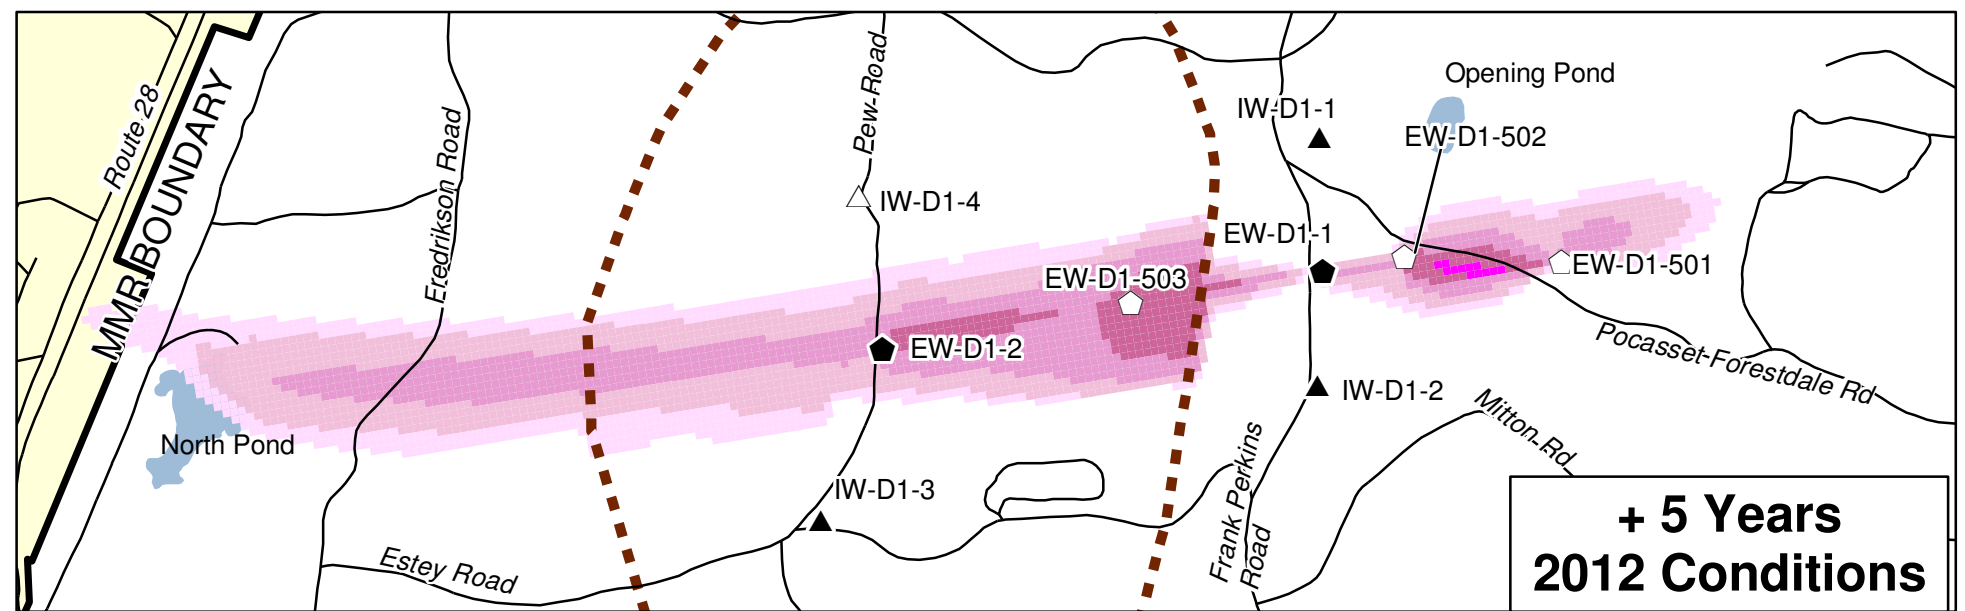 Opening Pond
Route 28
MMR BOUNDARY
Fredrikson Road
Pew Road
IW-D1-1
EW-D1-502
IW-D1-4
EW-D1-1
EW-D1-503
EW-D1-501
EW-D1-2
Pocasset-Forestdale Rd
IW-D1-2
Mitton Rd
North Pond
IW-D1-3
Frank Perkins
Road
Estey Road
+ 5 Years
2012 Conditions